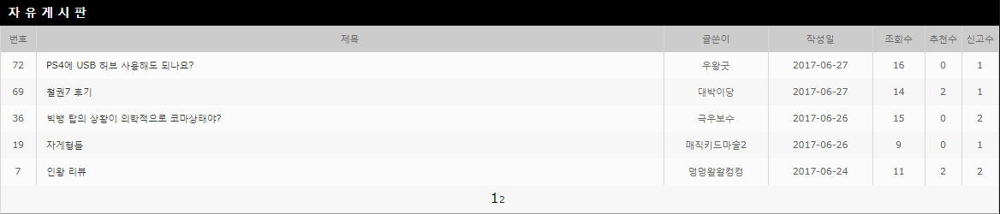 자 유 게 시 판
번호 제목 글쓴이 작성일 조회수 추천수 신고수
72 PS4에 USB 허브 사용해도 되나요? 우왕굿 2017-06-27 16 0 1
69 철권7 후기 대박이당 2017-06-27 14 2 1
36 빅뱅 탑의 상황이 의학적으로 코마상태야? 극우보수 2017-06-26 15 0 2
19 자게형들 매직키드마술2 2017-06-26 9 0 1
7 인왕 리뷰 멍멍왈왈컹컹 2017-06-24 11 2 2
1 2